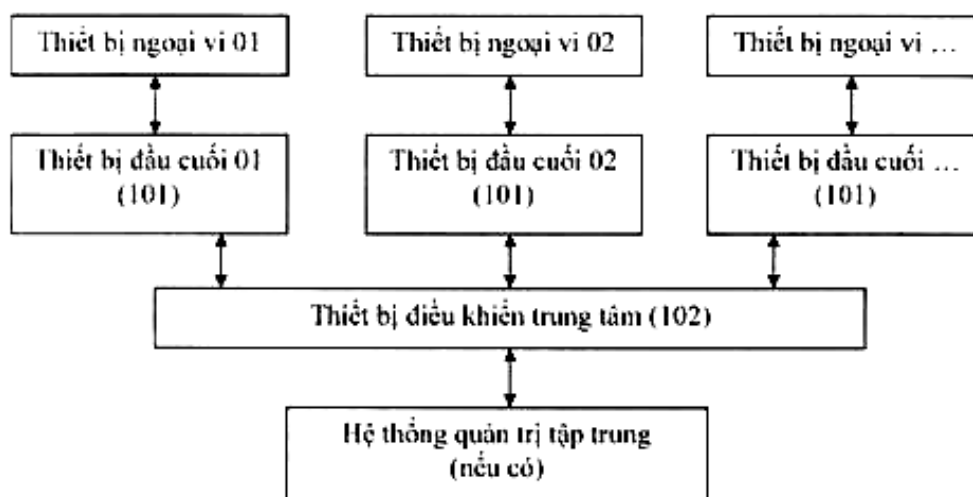 Thiết bị ngoại vi 01
Thiết bị ngoại vi 02
Thiết bị ngoại vi ...
Thiết bị đầu cuối 01
(101)
Thiết bị đầu cuối 02
(101)
Thiết bị đầu cuối ...
(101)
Thiết bị điều khiển trung tâm (102)
Hệ thống quản trị tập trung
(nếu có)